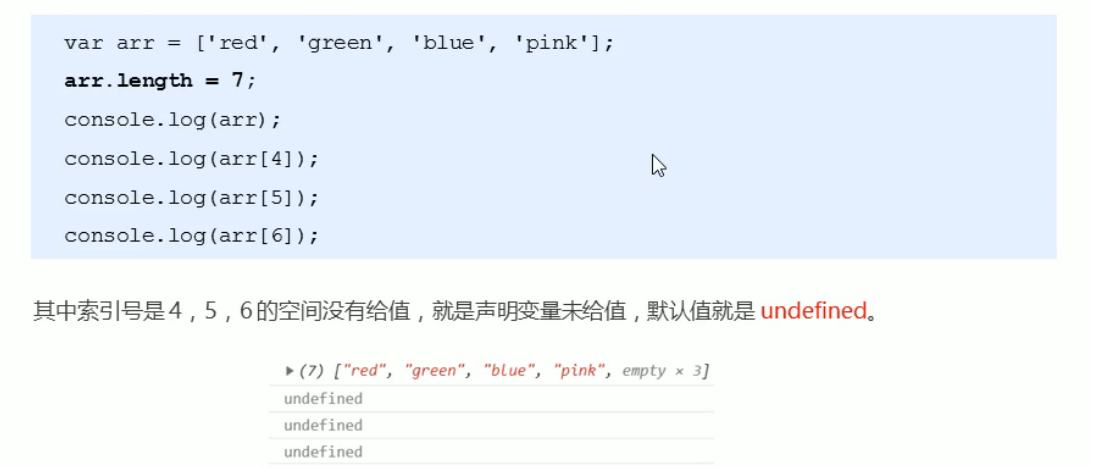 var arr = ['red', 'green', 'blue', 'pink'];
arr.length = 7;
console.log(arr);
console.log(arr[4]);
console.log(arr[5]);
console.log(arr[6]);
其中索引号是4，5，6的空间没有给值，就是声明变量未给值，默认值就是 undefined。
▸(7) ["red", "green", "blue", "pink", empty × 3]
undefined
undefined
undefined